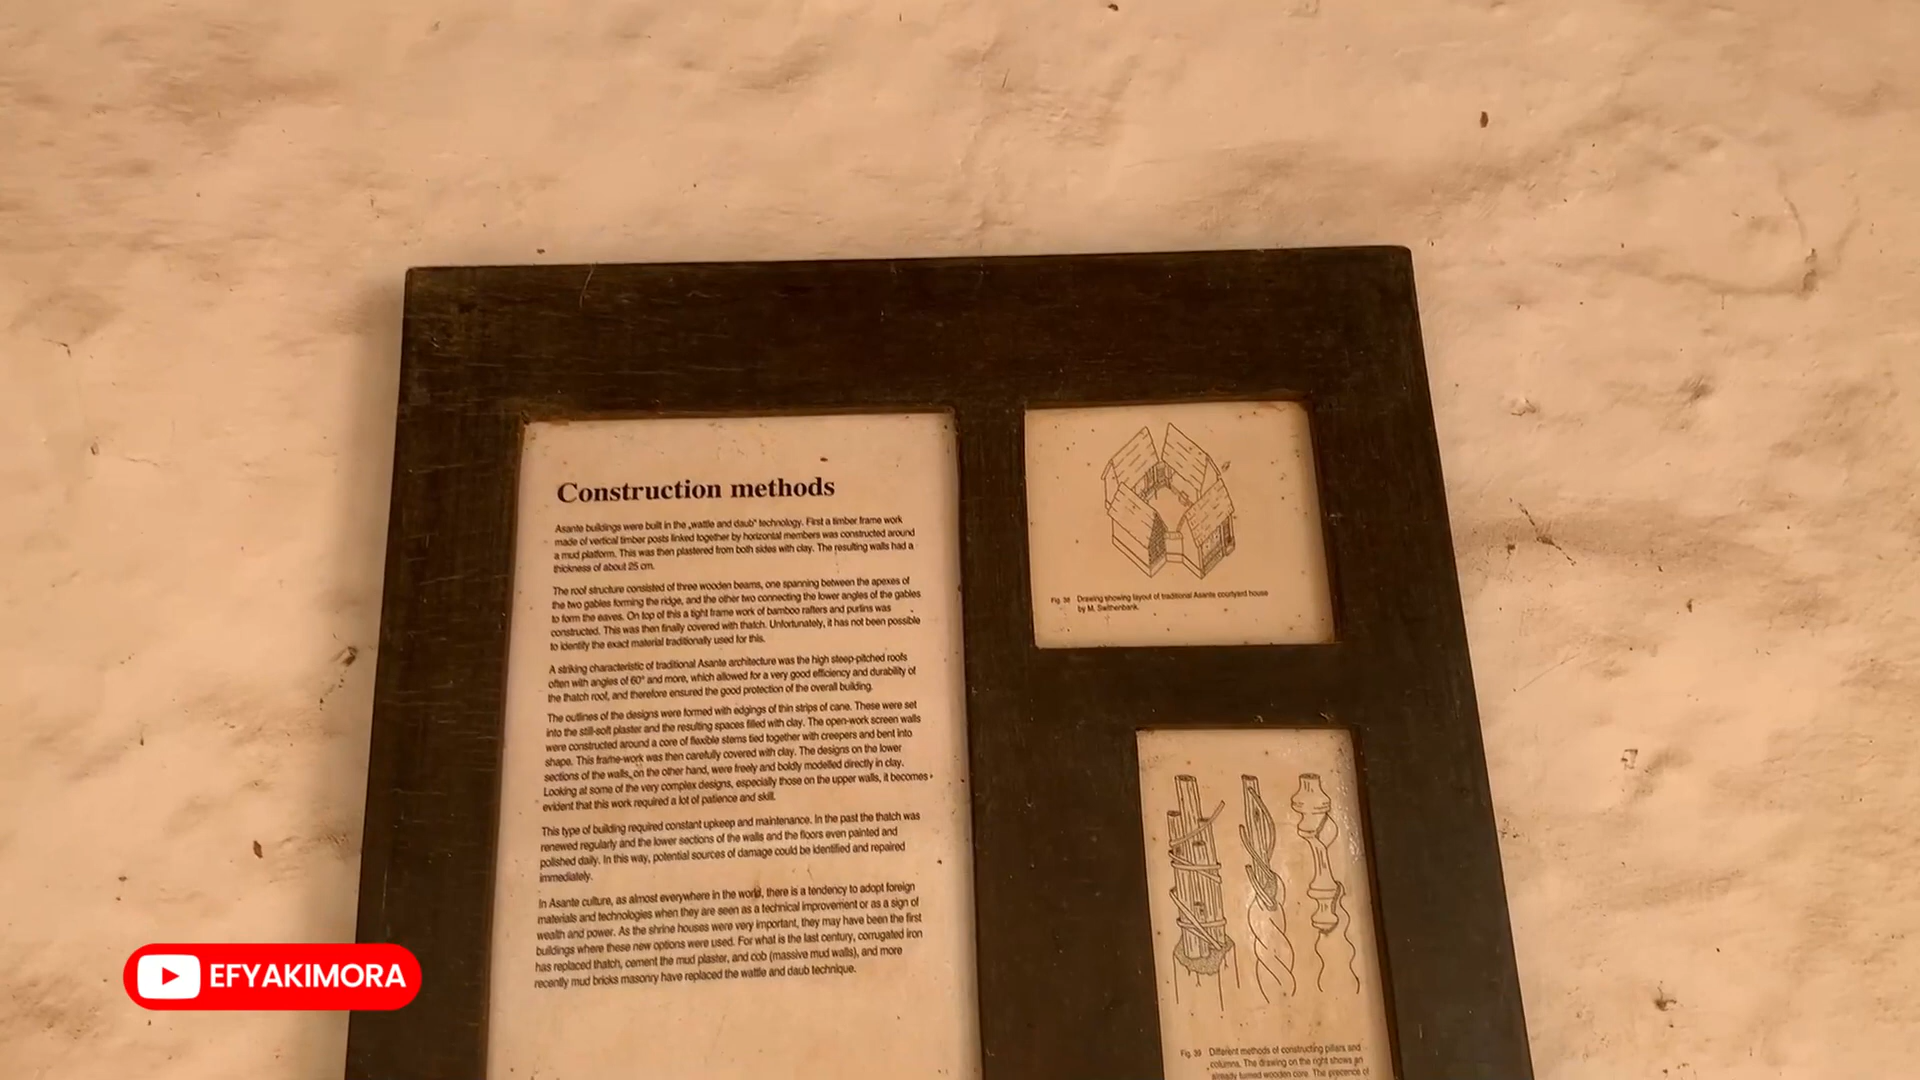 Construction methods
Asante buildings were built in the „wattle and daub" technology. First a timber frame work
made of vertical timber posts linked together by horizontal members was constructed around
a mud platform. This was then plastered from both sides with clay. The resulting walls had a
thickness of about 25 cm.
The roof structure consisted of three wooden beams, one spanning between the apexes of
the two gables forming the ridge, and the other two connecting the lower angles of the gables
to form the eaves. On top of this a tight frame work of bamboo rafters and purlins was
constructed. This was then finally covered with thatch. Unfortunately, it has not been possible
to identify the exact material traditionally used for this.
A striking characteristic of traditional Asante architecture was the high steep-pitched roofs
often with angles of 60° and more, which allowed for a very good efficiency and durability of
the thatch roof, and therefore ensured the good protection of the overall building.
The outlines of the designs were formed with edgings of thin strips of cane. These were set
into the still-soft plaster and the resulting spaces filled with clay. The open-work screen walls
were constructed around a core of flexible stems tied together with creepers and bent into
shape. This frame-work was then carefully covered with clay. The designs on the lower
sections of the walls, on the other hand, were freely and boldly modelled directly in clay.
Looking at some of the very complex designs, especially those on the upper walls, it becomes
evident that this work required a lot of patience and skill.
This type of building required constant upkeep and maintenance. In the past the thatch was
renewed regularly and the lower sections of the walls and the floors even painted and
polished daily. In this way, potential sources of damage could be identified and repaired
immediately.
In Asante culture, as almost everywhere in the world, there is a tendency to adopt foreign
materials and technologies when they are seen as a technical improvement or as a sign of
wealth and power. As the shrine houses were very important, they may have been the first
buildings where these new options were used. For what is the last century, corrugated iron
has replaced thatch, cement the mud plaster, and cob (massive mud walls), and more
recently mud bricks masonry have replaced the wattle and daub technique.
Fig. 38 Drawing showing layout of traditional Asante courtyard house
by M. Swithenbank.
Fig. 39 Different methods of constructing pillars and
columns. The drawing on the right shows an
already turned wooden core. The precence of
EFYAKIMORA